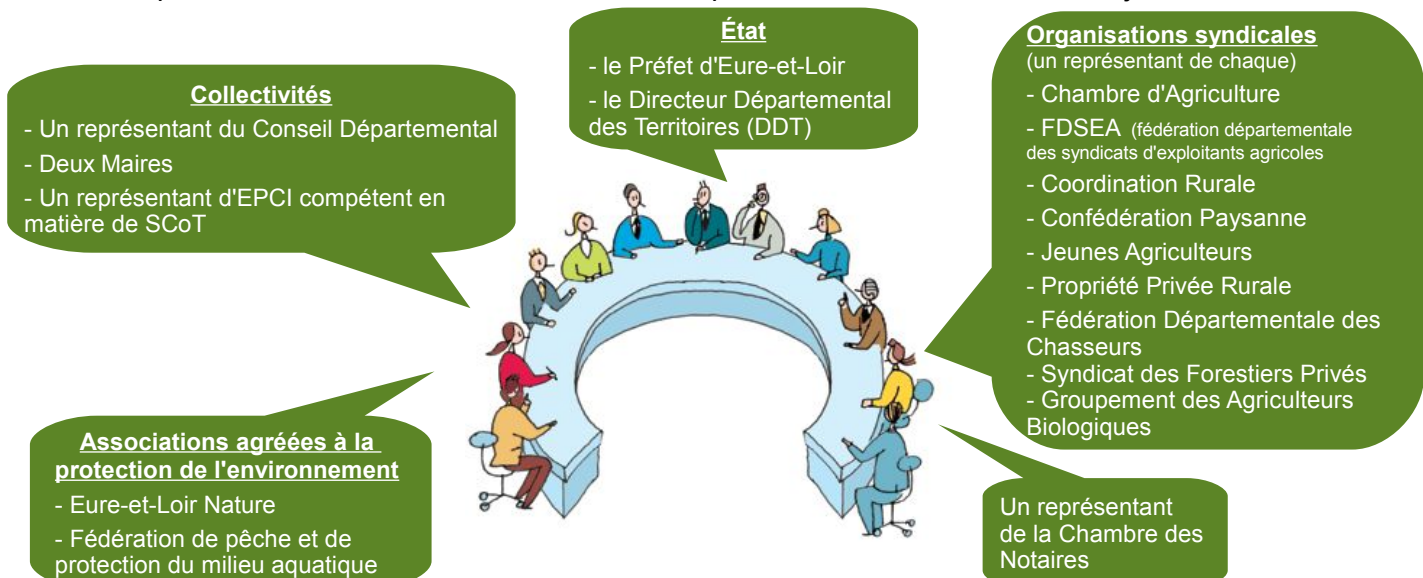 État
- le Préfet d'Eure-et-Loir
- le Directeur Départemental
des Territoires (DDT)
Collectivités
- Un représentant du Conseil Départemental
- Deux Maires
- Un représentant d'EPCI compétent en
matière de SCoT
Organisations syndicales
(un représentant de chaque)
- Chambre d'Agriculture
- FDSEA (fédération départementale
des syndicats d'exploitants agricoles
- Coordination Rurale
- Confédération Paysanne
- Jeunes Agriculteurs
- Propriété Privée Rurale
- Fédération Départementale des
Chasseurs
- Syndicat des Forestiers Privés
- Groupement des Agriculteurs
Biologiques
Associations agréées à la
protection de l'environnement
- Eure-et-Loir Nature
- Fédération de pêche et de
protection du milieu aquatique
Un représentant
de la Chambre des
Notaires